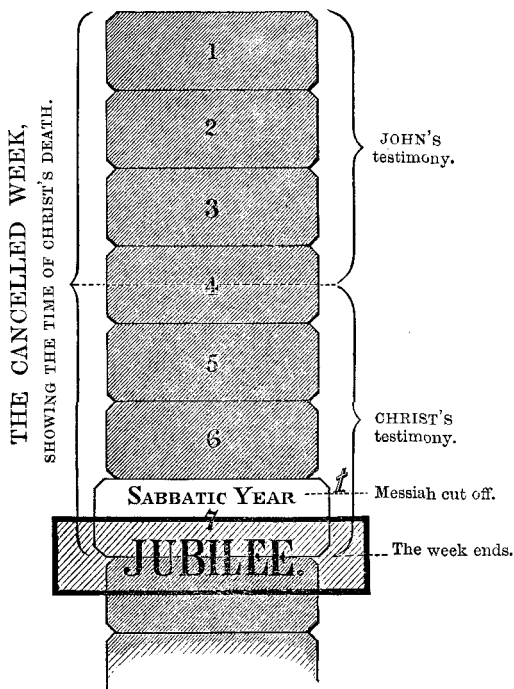 THE CANCELLED WEEK,
SHOWING THE TIME OF CHRIST'S DEATH.
1
2
3
4
5
6
SABBATIC YEAR
7
JUBILEE.
JOHN'S
testimony.
CHRIST'S
testimony.
Messiah cut off.
The week ends.